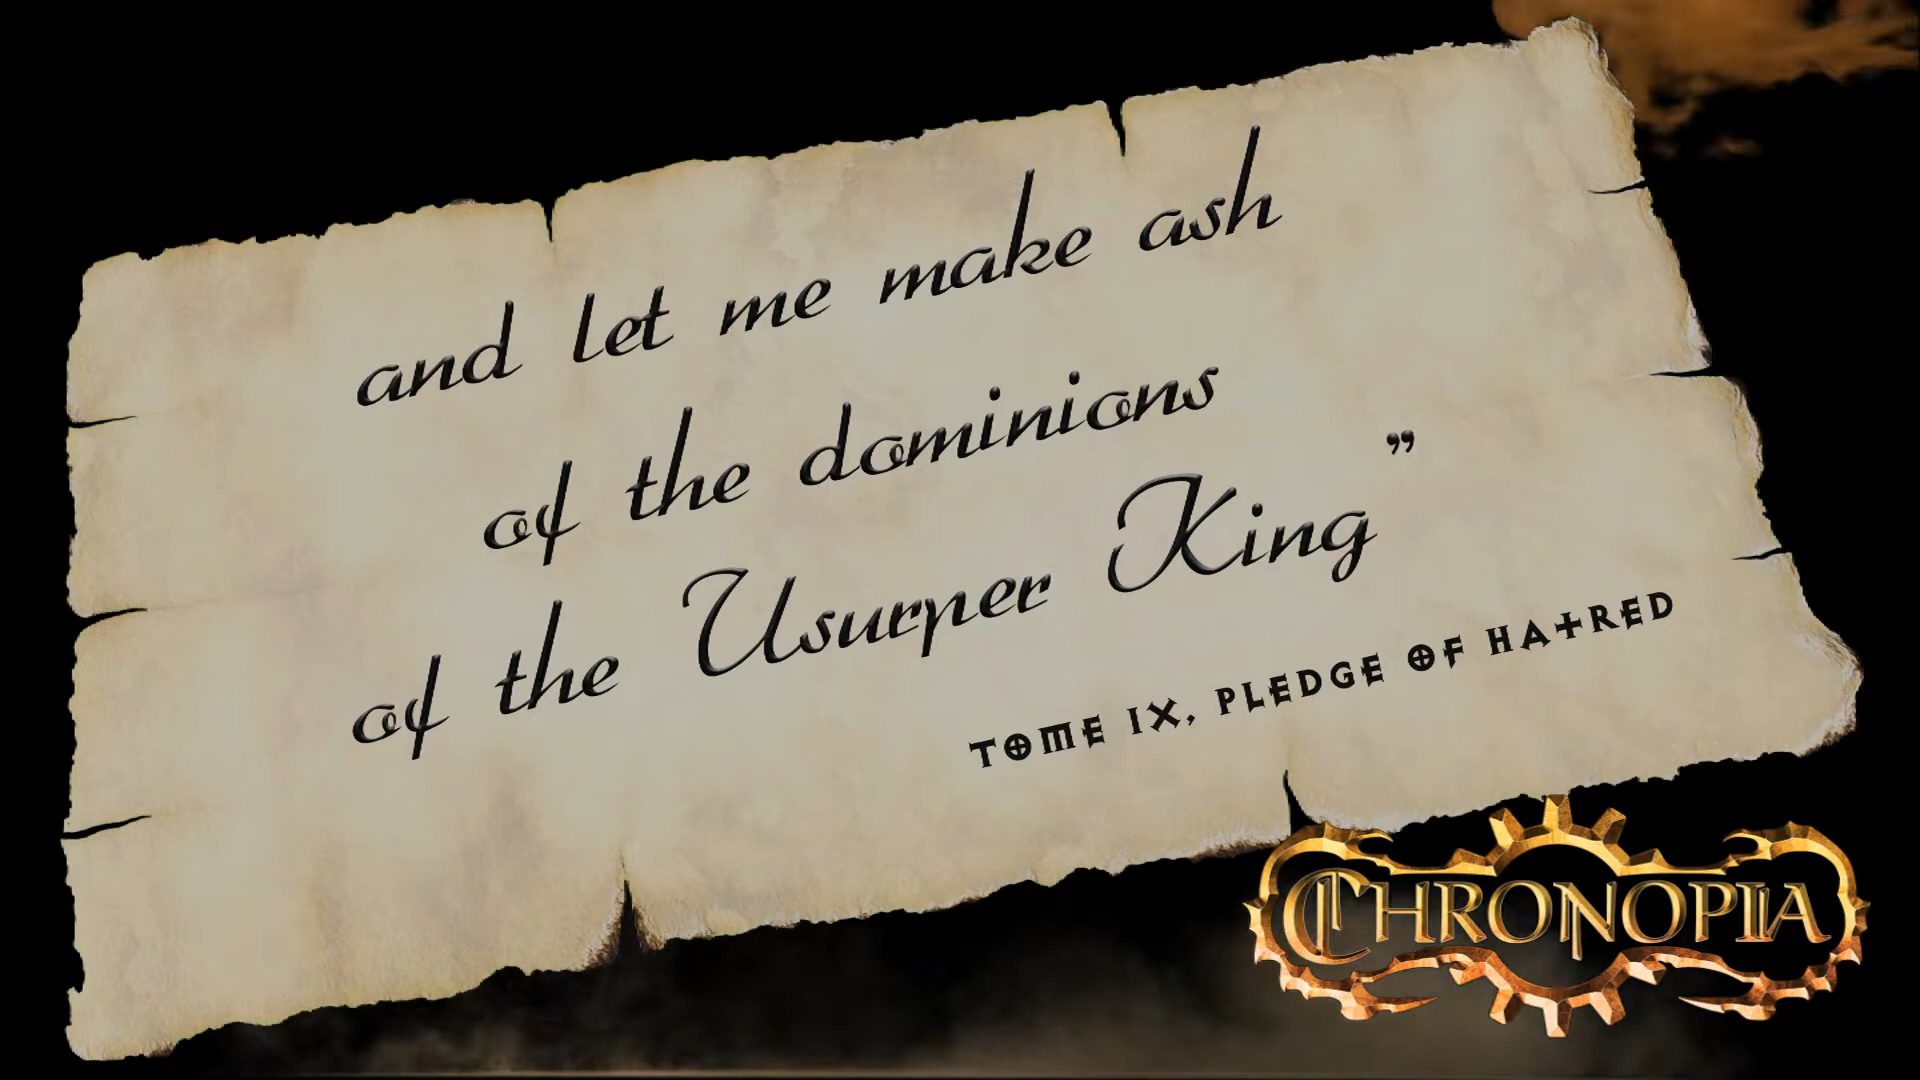 and let me make ash
of the dominions
of the Usurper King”
TOME IX, PLEDGE OF HATRED
CHRONOPIA